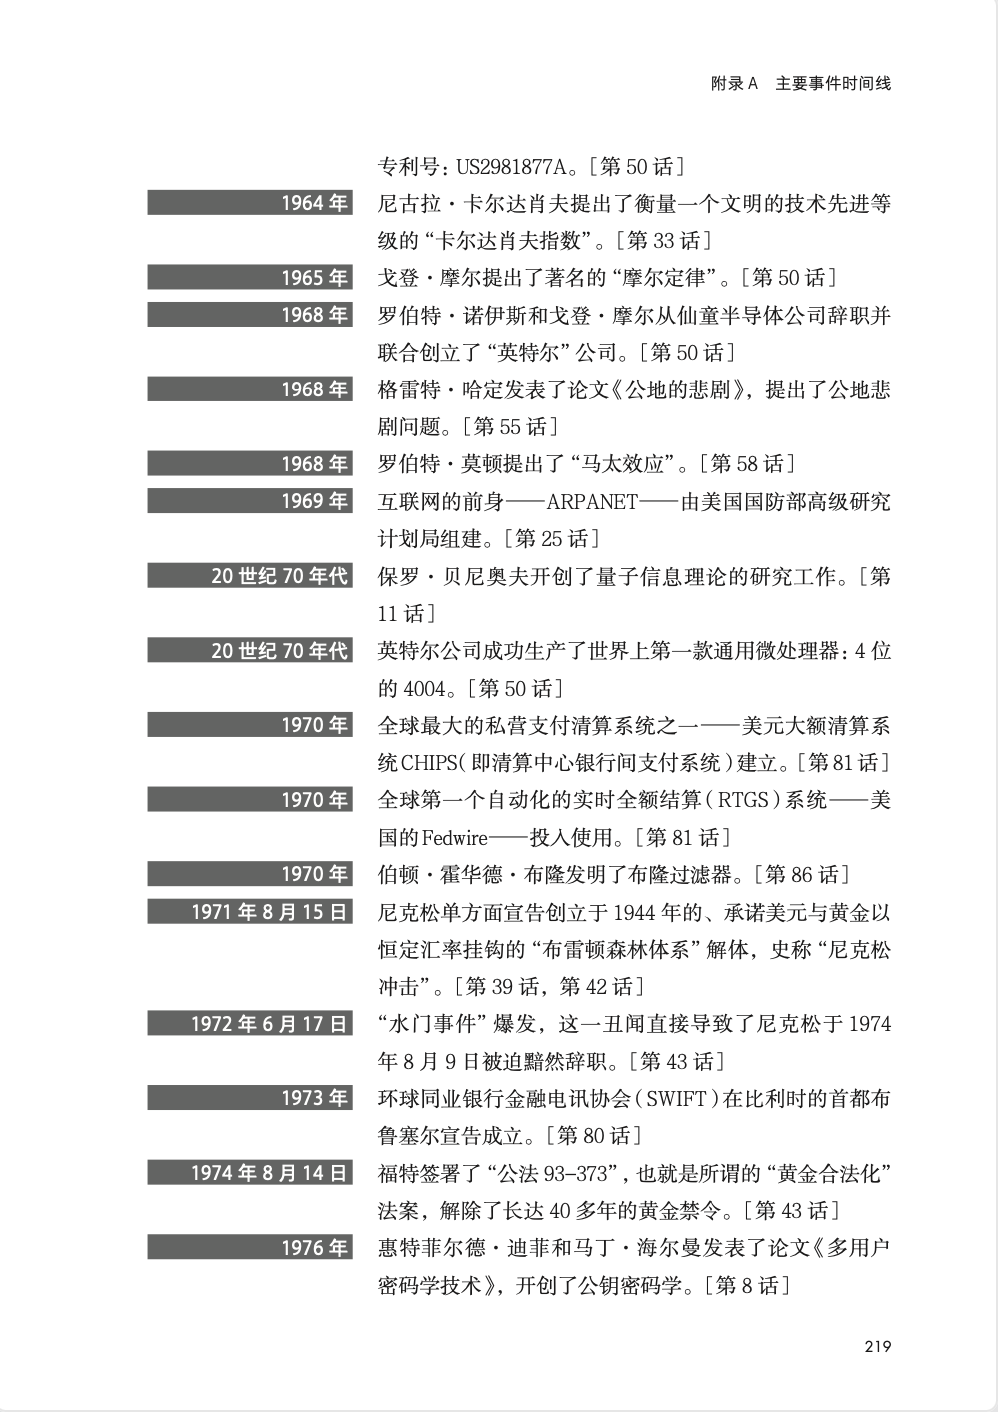 附录 A　主要事件时间线
专利号：US2981877A。［第 50 话］
1964 年　尼古拉·卡尔达肖夫提出了衡量一个文明的技术先进等
级的“卡尔达肖夫指数”。［第 33 话］
1965 年　戈登·摩尔提出了著名的“摩尔定律”。［第 50 话］
1968 年　罗伯特·诺伊斯和戈登·摩尔从仙童半导体公司辞职并
联合创立了“英特尔”公司。［第 50 话］
1968 年　格雷特·哈定发表了论文《公地的悲剧》，提出了公地悲
剧问题。［第 55 话］
1968 年　罗伯特·莫顿提出了“马太效应”。［第 58 话］
1969 年　互联网的前身——ARPANET——由美国国防部高级研究
计划局组建。［第 25 话］
20 世纪 70 年代　保罗·贝尼奥夫开创了量子信息理论的研究工作。［第
11 话］
20 世纪 70 年代　英特尔公司成功生产了世界上第一款通用微处理器：4 位
的 4004。［第 50 话］
1970 年　全球最大的私营支付清算系统之一——美元大额清算系
统CHIPS（即清算中心银行间支付系统）建立。［第 81 话］
1970 年　全球第一个自动化的实时全额结算（RTGS）系统——美
国的Fedwire——投入使用。［第 81 话］
1970 年　伯顿·霍华德·布隆发明了布隆过滤器。［第 86 话］
1971 年 8 月 15 日　尼克松单方面宣告创立于 1944 年的、承诺美元与黄金以
恒定汇率挂钩的“布雷顿森林体系”解体，史称“尼克松
冲击”。［第 39 话，第 42 话］
1972 年 6 月 17 日　“水门事件”爆发，这一丑闻直接导致了尼克松于 1974
年 8 月 9 日被迫黯然辞职。［第 43 话］
1973 年　环球同业银行金融电讯协会（SWIFT）在比利时的首都布
鲁塞尔宣告成立。［第 80 话］
1974 年 8 月 14 日　福特签署了“公法 93–373”，也就是所谓的“黄金合法化”
法案，解除了长达 40 多年的黄金禁令。［第 43 话］
1976 年　惠特菲尔德·迪菲和马丁·海尔曼发表了论文《多用户
密码学技术》，开创了公钥密码学。［第 8 话］
219